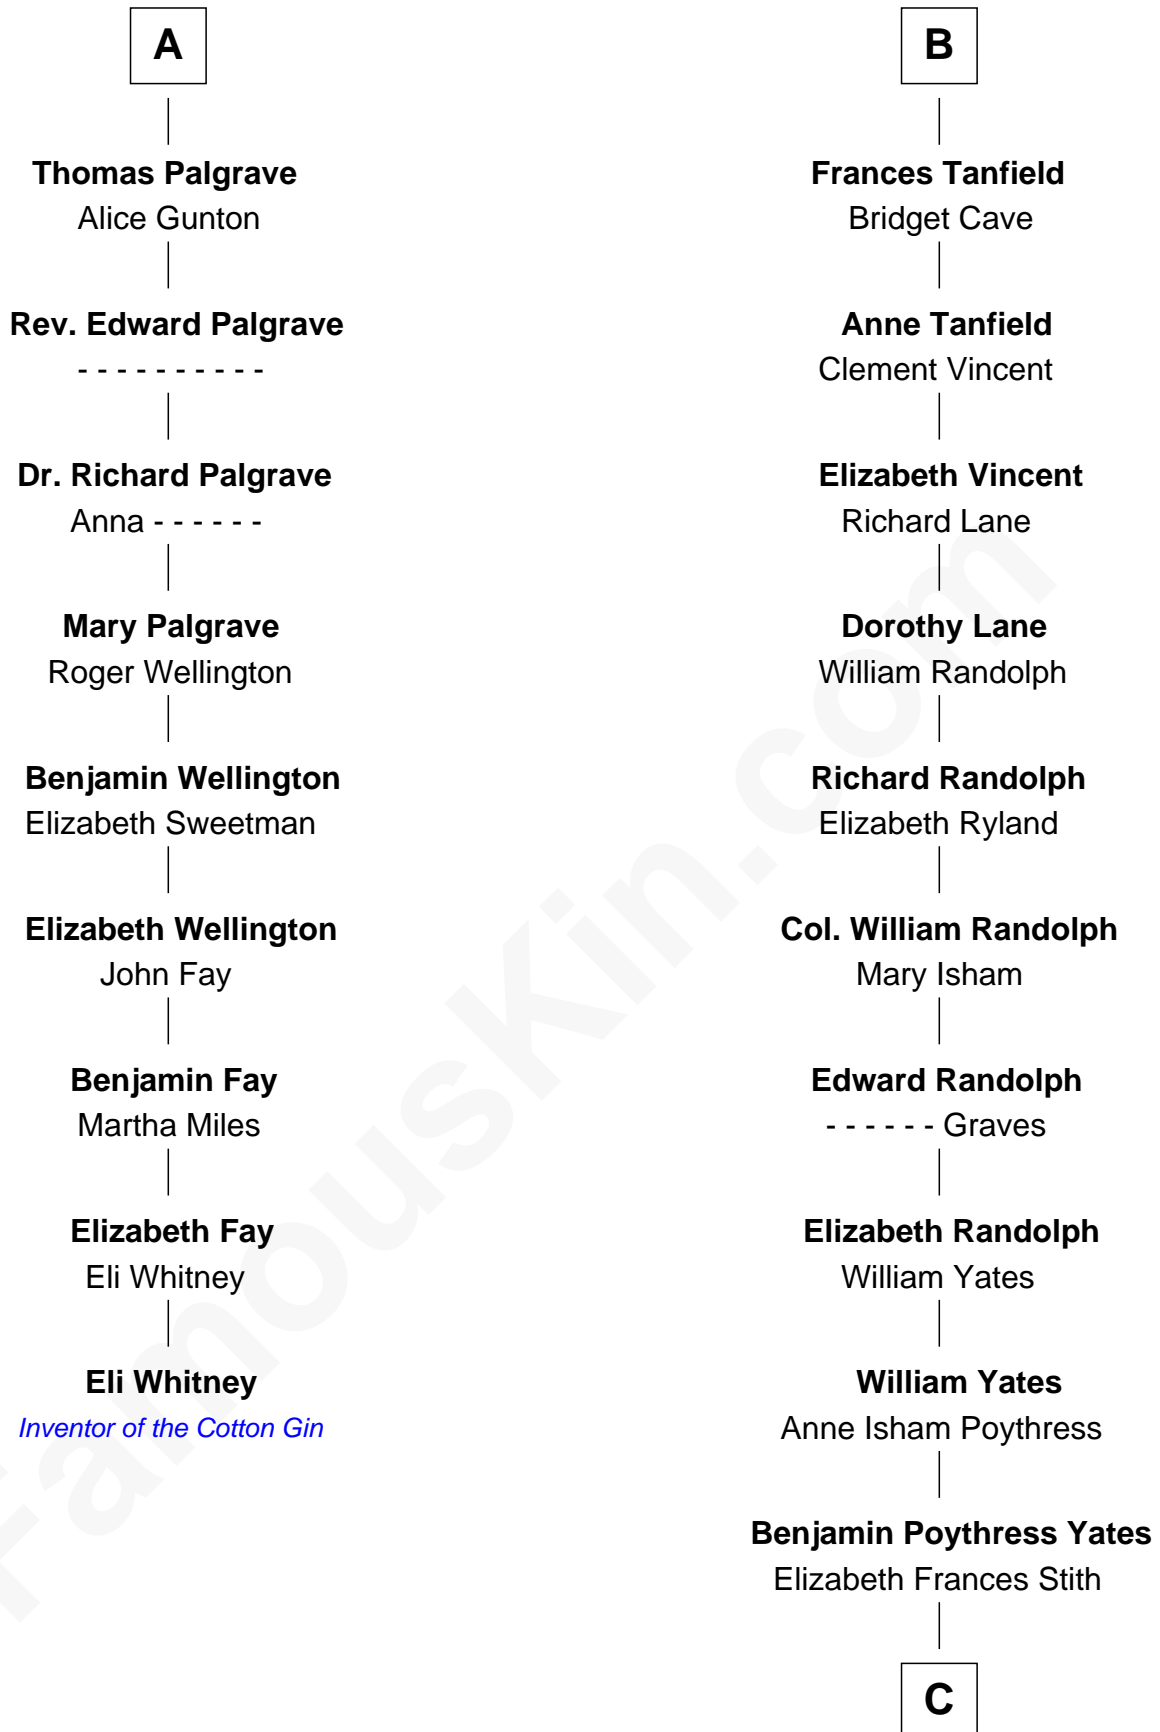 A
Thomas Palgrave
Alice Gunton
Rev. Edward Palgrave
- - - - - - - - - -
Dr. Richard Palgrave
Anna - - - - - -
Mary Palgrave
Roger Wellington
Benjamin Wellington
Elizabeth Sweetman
Elizabeth Wellington
John Fay
Benjamin Fay
Martha Miles
Elizabeth Fay
Eli Whitney
Eli Whitney
Inventor of the Cotton Gin
B
Frances Tanfield
Bridget Cave
Anne Tanfield
Clement Vincent
Elizabeth Vincent
Richard Lane
Dorothy Lane
William Randolph
Richard Randolph
Elizabeth Ryland
Col. William Randolph
Mary Isham
Edward Randolph
- - - - - - Graves
Elizabeth Randolph
William Yates
William Yates
Anne Isham Poythress
Benjamin Poythress Yates
Elizabeth Frances Stith
C
FamousKin.com